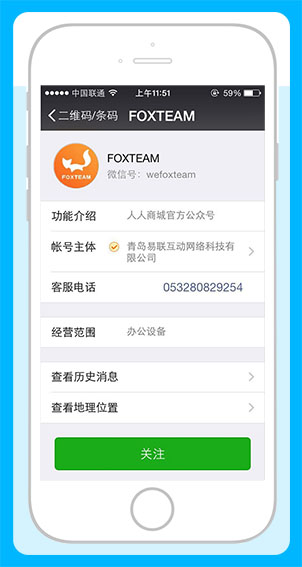 中国联通 上午11:51 59%
二维码/条码 FOXTEAM
FOXTEAM
FOXTEAM
微信号：wefoxteam
功能介绍 人人商城官方公众号
帐号主体 青岛易联互动网络科技有
限公司
客服电话 053280829254
经营范围 办公设备
查看历史消息
查看地理位置
关注